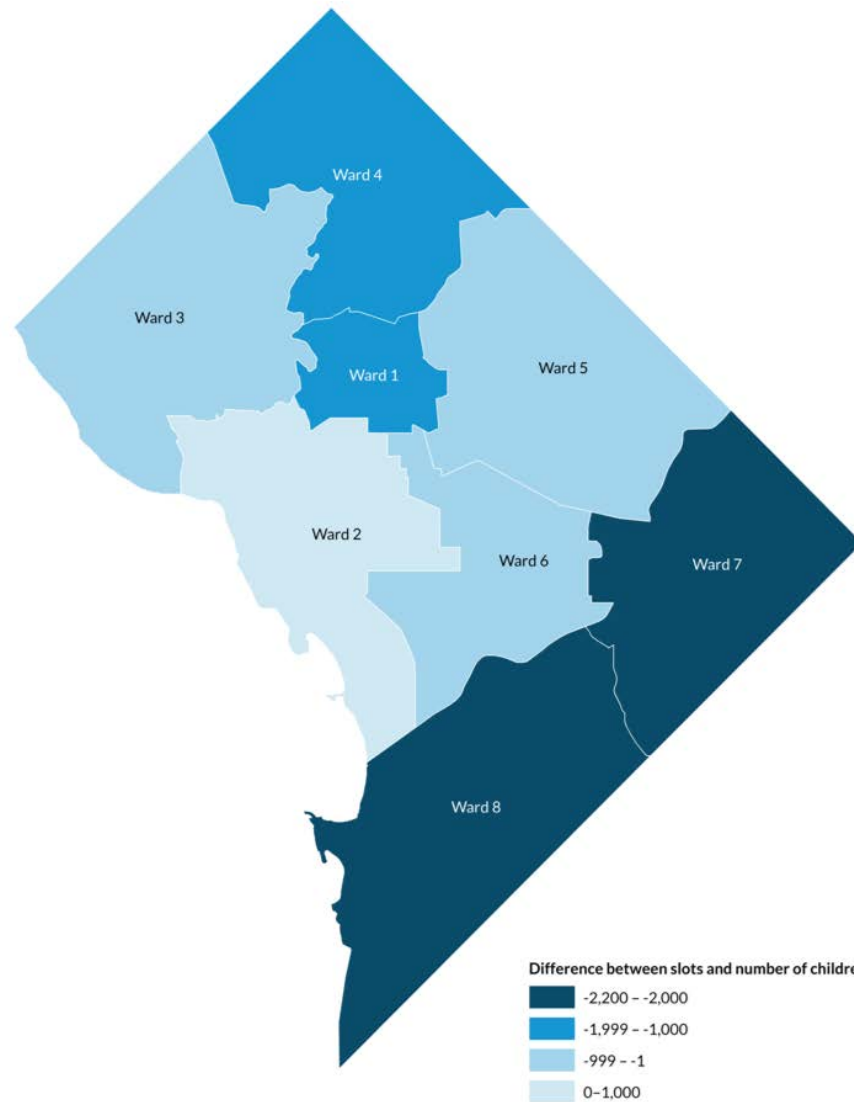 Ward 4
Ward 3
Ward 1
Ward 5
Ward 2
Ward 6
Ward 7
Ward 8
Difference between slots and number of childre
-2,200 – -2,000
-1,999 – -1,000
-999 – -1
0–1,000